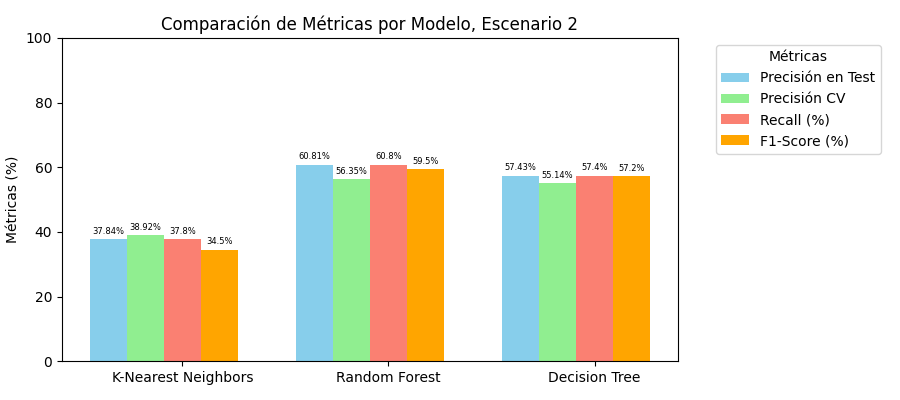 Comparación de Métricas por Modelo, Escenario 2
Métricas (%)
100
80
60
40
20
0
37.84%
38.92%
37.8%
34.5%
60.81%
56.35%
60.8%
59.5%
57.43%
55.14%
57.4%
57.2%
K-Nearest Neighbors
Random Forest
Decision Tree
Métricas
Precisión en Test
Precisión CV
Recall (%)
F1-Score (%)